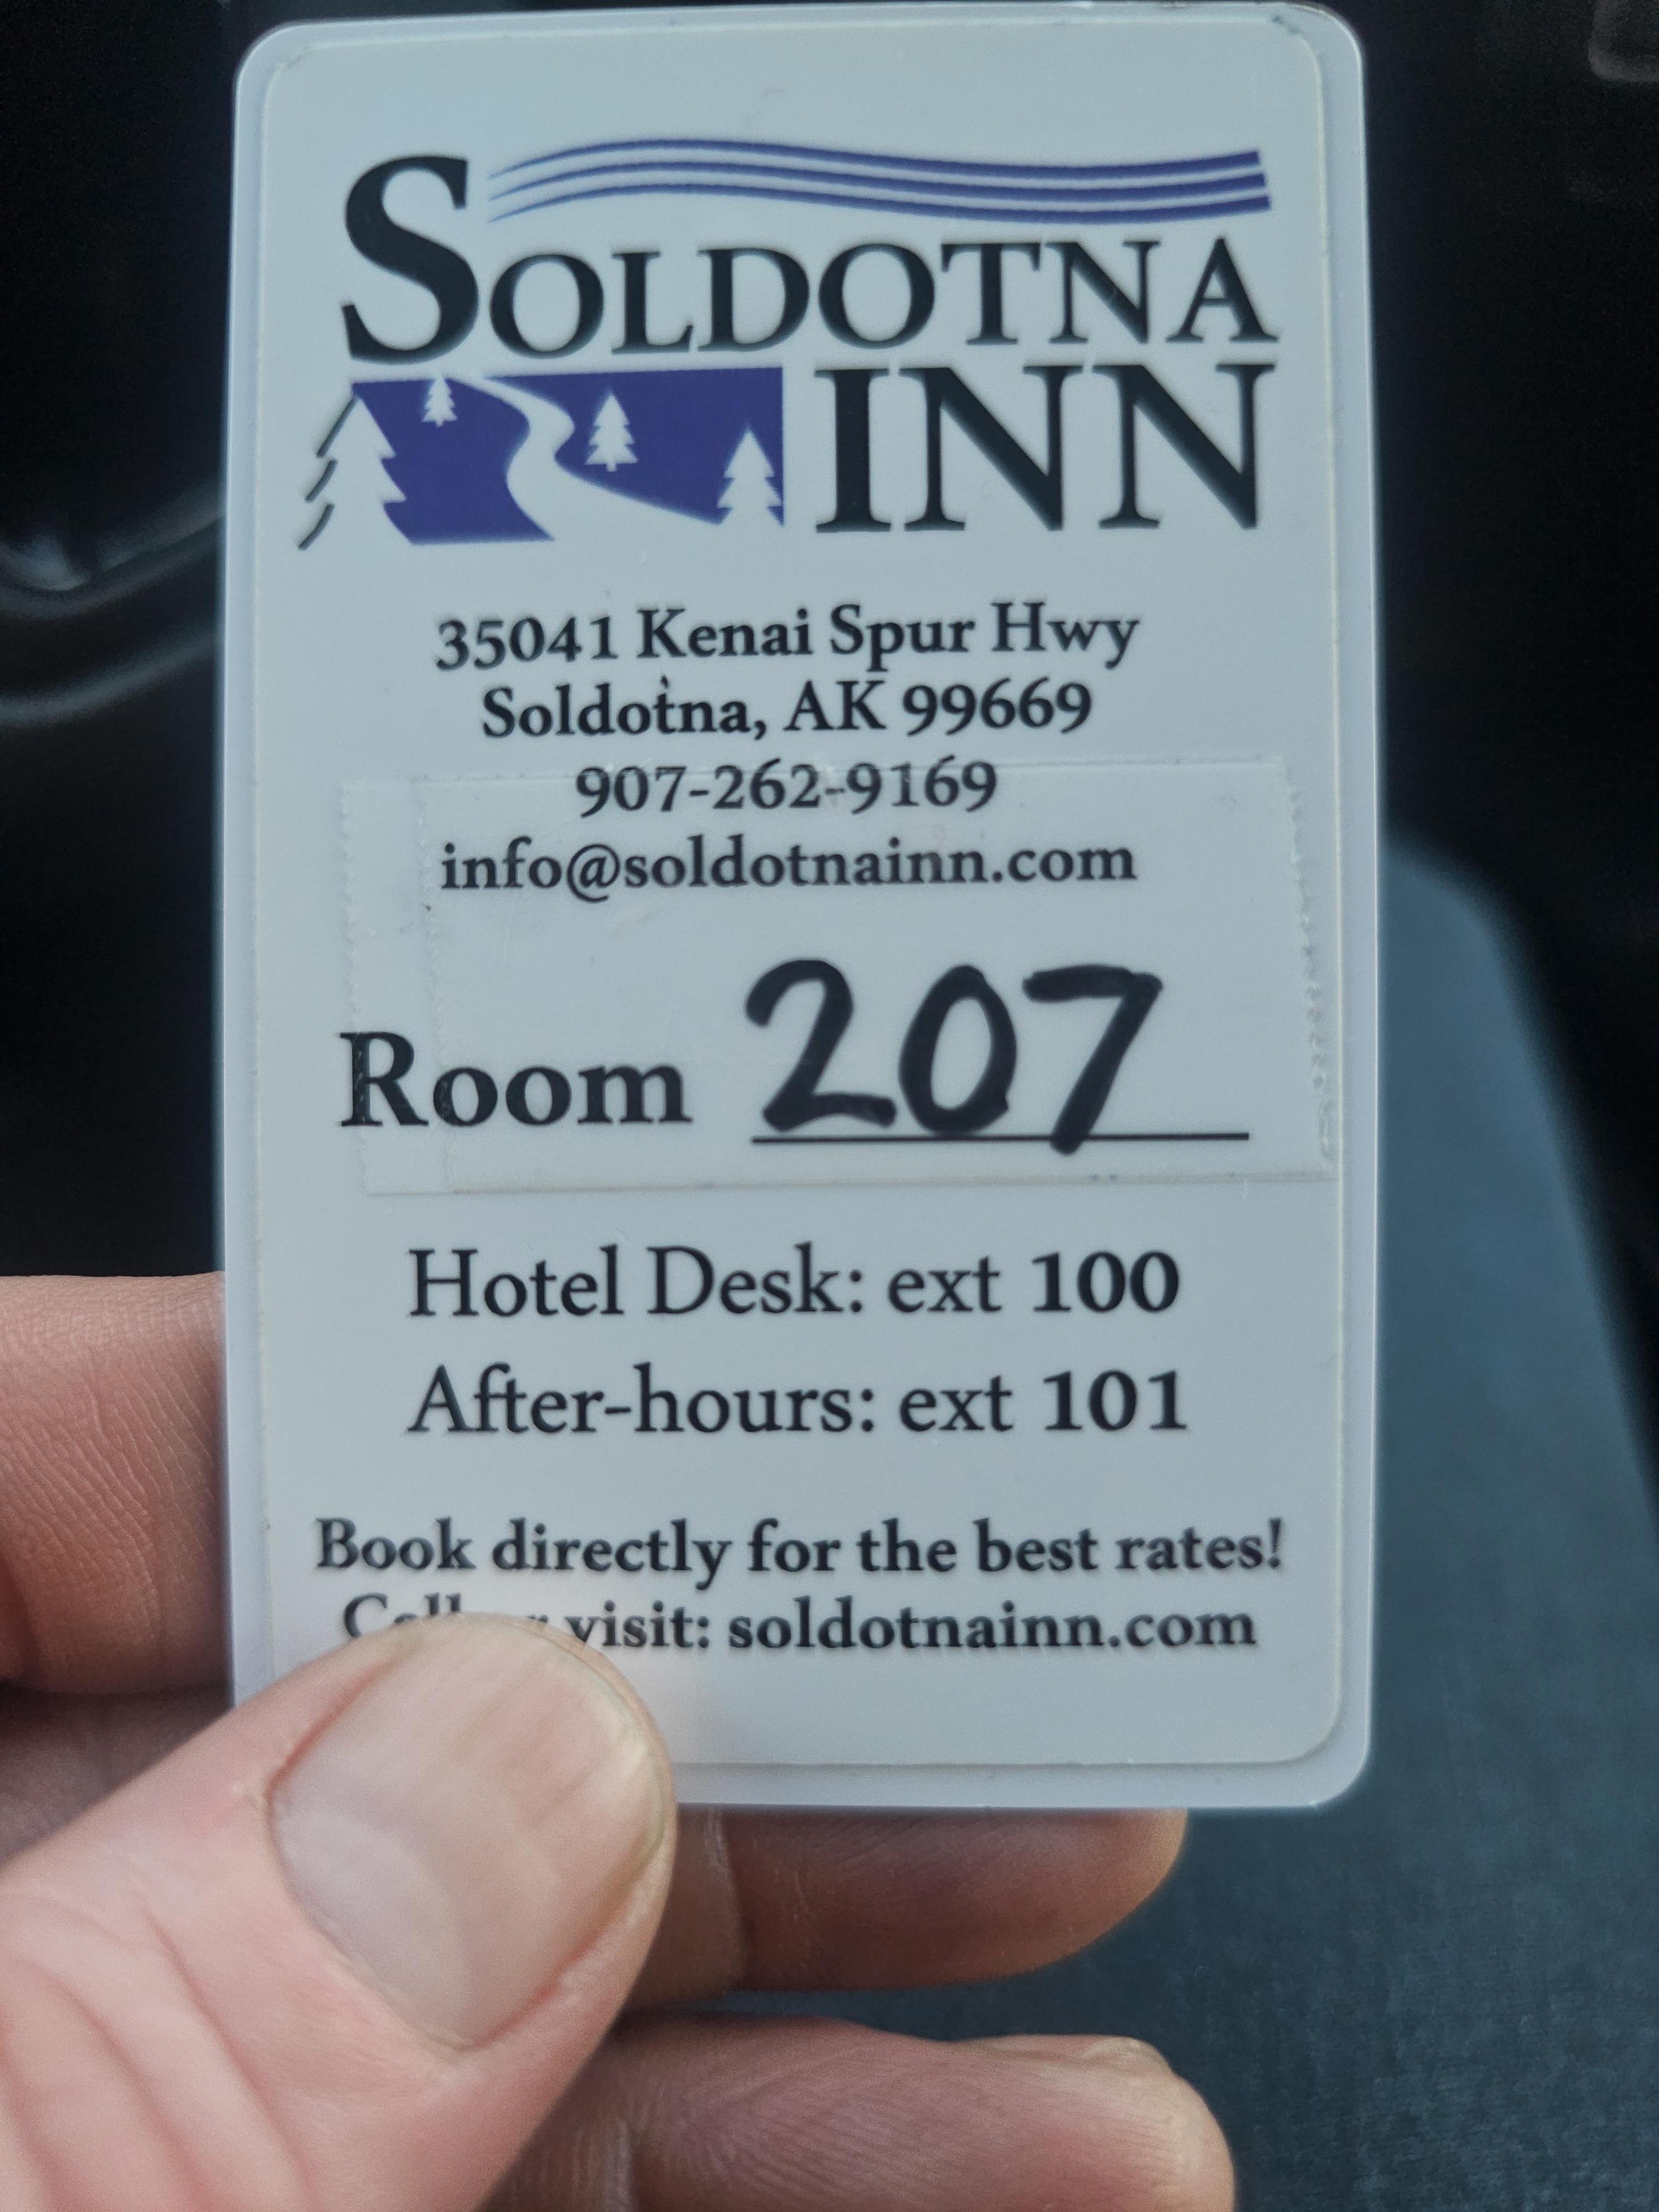 SOLDOTNA
INN
35041 Kenai Spur Hwy
Soldotna, AK 99669
907-262-9169
info@soldotnainn.com
Room 207
Hotel Desk: ext 100
After-hours: ext 101
Book directly for the best rates!
visit: soldotnainn.com